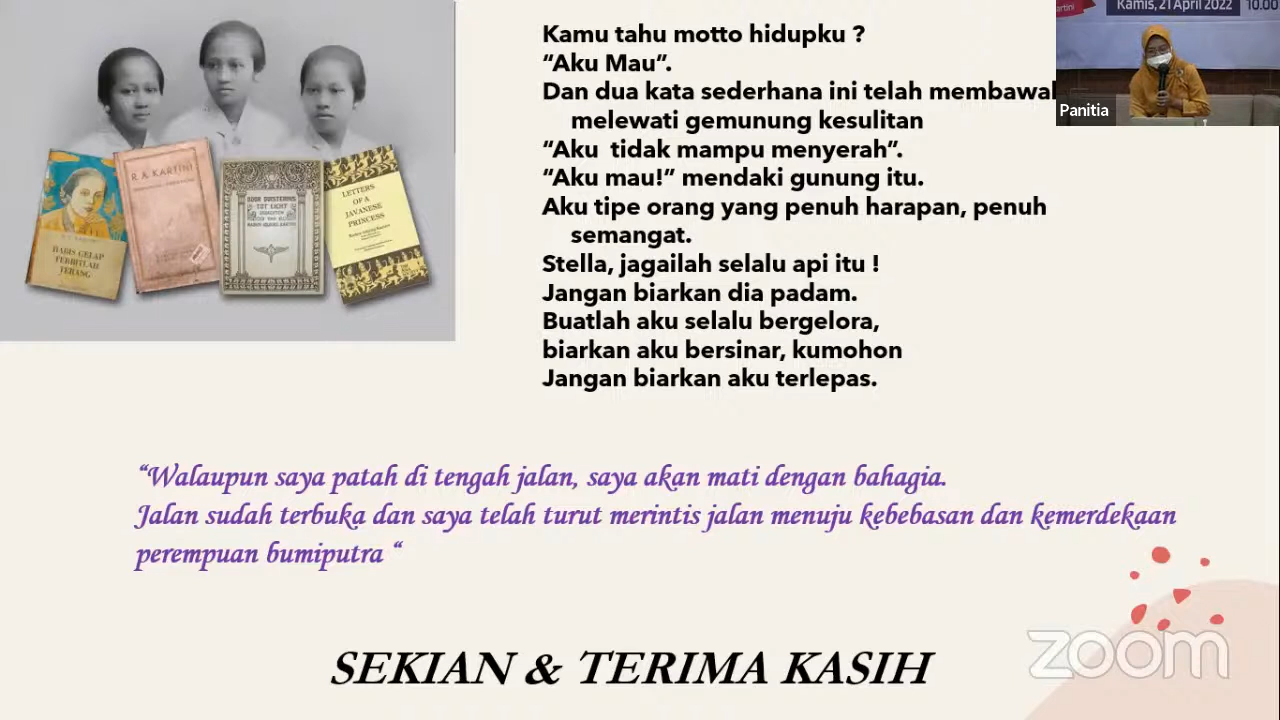 Kamu tahu motto hidupku ?
“Aku Mau”.
Dan dua kata sederhana ini telah membawa
melewati gemunung kesulitan
“Aku tidak mampu menyerah”.
“Aku mau!” mendaki gunung itu.
Aku tipe orang yang penuh harapan, penuh
semangat.
Stella, jagailah selalu api itu !
Jangan biarkan dia padam.
Buatlah aku selalu bergelora,
biarkan aku bersinar, kumohon
Jangan biarkan aku terlepas.
“Walaupun saya patah di tengah jalan, saya akan mati dengan bahagia.
Jalan sudah terbuka dan saya telah turut merintis jalan menuju kebebasan dan kemerdekaan
perempuan bumiputra “
SEKIAN & TERIMA KASIH
HABIS GELAP
TERBITLAH
TERANG
R. A. KARTINI
DOOR DUISTERNIS
TOT LICHT
LETTERS
OF A
JAVANESE
PRINCESS
Kamis, 21 April 2022
10.00
Panitia
zoom